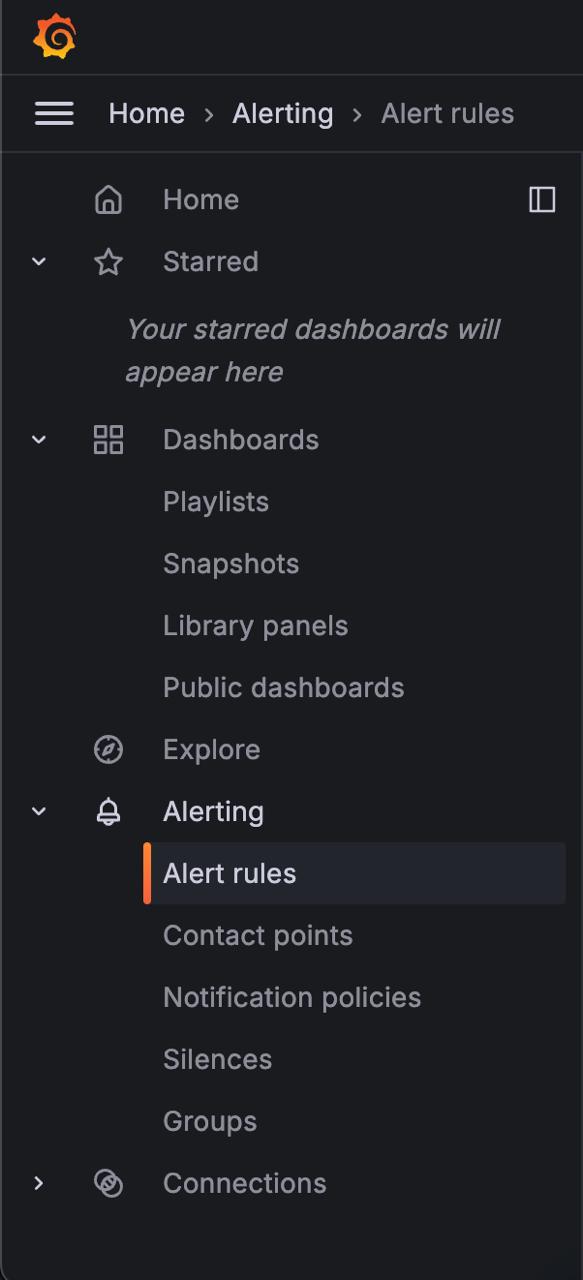 Home > Alerting > Alert rules
Home
Starred
Your starred dashboards will
appear here
Dashboards
Playlists
Snapshots
Library panels
Public dashboards
Explore
Alerting
Alert rules
Contact points
Notification policies
Silences
Groups
Connections